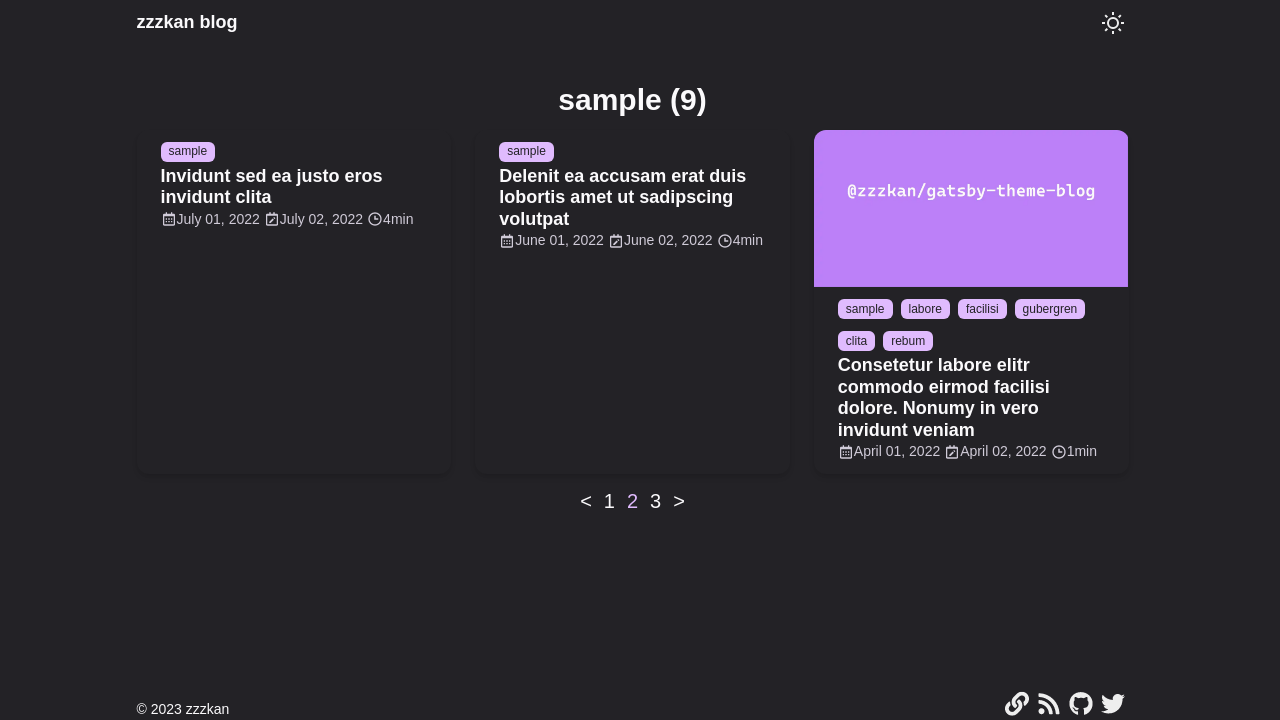 zzzkan blog
sample (9)
sample
Invidunt sed ea justo eros
invidunt clita
July 01, 2022 July 02, 2022 4min
sample
Delenit ea accusam erat duis
lobortis amet ut sadipscing
volutpat
June 01, 2022 June 02, 2022 4min
@zzzkan/gatsby-theme-blog
sample labore facilisi gubergren
clita rebum
Consetetur labore elitr
commodo eirmod facilisi
dolore. Nonumy in vero
invidunt veniam
April 01, 2022 April 02, 2022 1min
< 1 2 3 >
© 2023 zzzkan